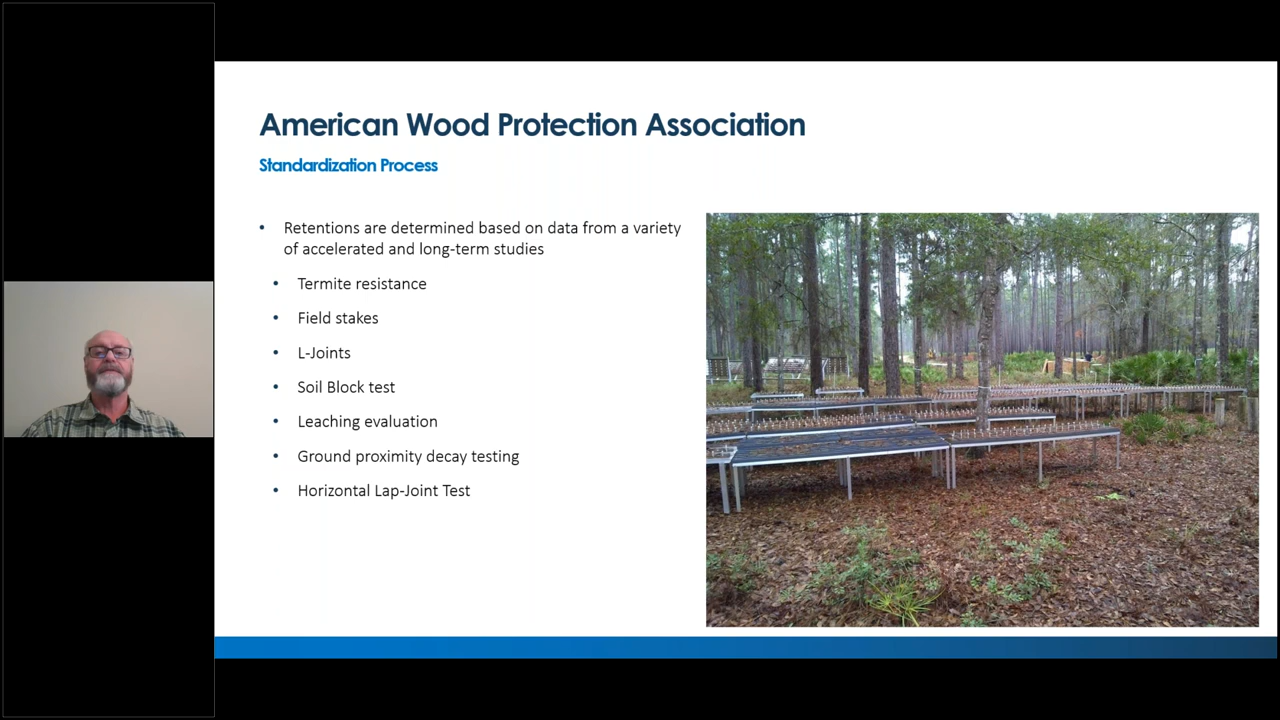 American Wood Protection Association
Standardization Process
• Retentions are determined based on data from a variety
of accelerated and long-term studies
• Termite resistance
• Field stakes
• L-Joints
• Soil Block test
• Leaching evaluation
• Ground proximity decay testing
• Horizontal Lap-Joint Test